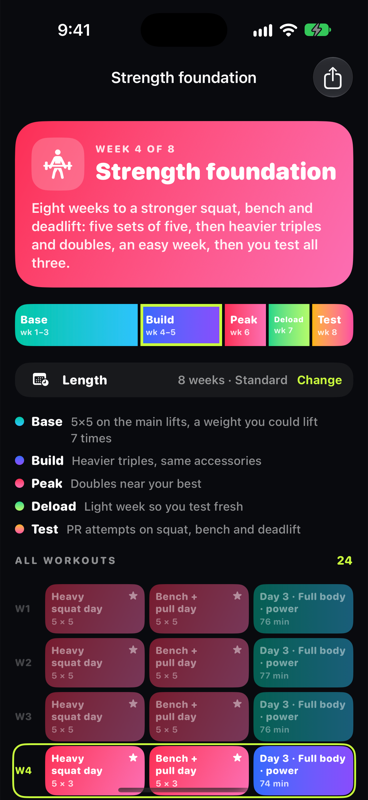 9:41
Strength foundation
WEEK 4 OF 8
Strength foundation
Eight weeks to a stronger squat, bench and
deadlift: five sets of five, then heavier triples
and doubles, an easy week, then you test all
three.
Base
wk 1–3
Build
wk 4–5
Peak
wk 6
Deload
wk 7
Test
wk 8
Length 8 weeks · Standard Change
Base 5×5 on the main lifts, a weight you could lift
7 times
Build Heavier triples, same accessories
Peak Doubles near your best
Deload Light week so you test fresh
Test PR attempts on squat, bench and deadlift
ALL WORKOUTS 24
W1
Heavy
squat day
5 × 5
Bench +
pull day
5 × 5
Day 3 · Full body
· power
76 min
W2
Heavy
squat day
5 × 5
Bench +
pull day
5 × 5
Day 3 · Full body
· power
77 min
W3
Heavy
squat day
5 × 5
Bench +
pull day
5 × 5
Day 3 · Full body
· power
76 min
W4
Heavy
squat day
5 × 3
Bench +
pull day
5 × 3
Day 3 · Full body
· power
74 min